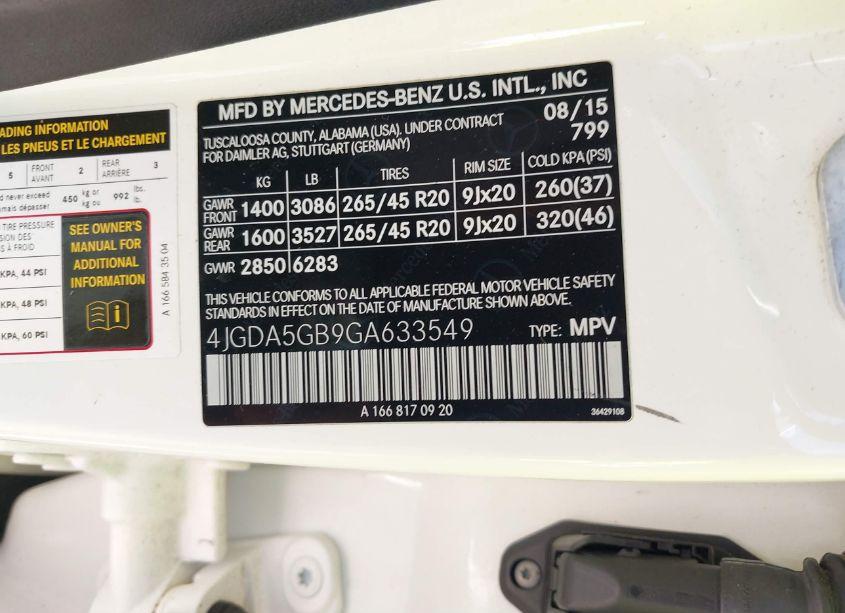 ADING INFORMATION
LES PNEUS ET LE CHARGEMENT
5 FRONT AVANT 2 REAR ARRIÈRE 3
d never exceed
mais dépasser 450 kg or kg ou 992 lbs. lb.
TIRE PRESSURE
SION DES
À FROID
KPA, 44 PSI
KPA, 48 PSI
KPA, 60 PSI
SEE OWNER'S
MANUAL FOR
ADDITIONAL
INFORMATION
A 166 584 35 04
MFD BY MERCEDES-BENZ U.S. INTL., INC
TUSCALOOSA COUNTY, ALABAMA (USA). UNDER CONTRACT
FOR DAIMLER AG, STUTTGART (GERMANY)
08/15
799
KG LB TIRES RIM SIZE COLD KPA(PSI)
GAWR FRONT 1400 3086 265/45 R20 9Jx20 260(37)
GAWR REAR 1600 3527 265/45 R20 9Jx20 320(46)
GWR 2850 6283
THIS VEHICLE CONFORMS TO ALL APPLICABLE FEDERAL MOTOR VEHICLE SAFETY
STANDARDS IN EFFECT ON THE DATE OF MANUFACTURE SHOWN ABOVE.
4JGDA5GB9GA633549 TYPE: MPV
A 166 817 09 20
36429108